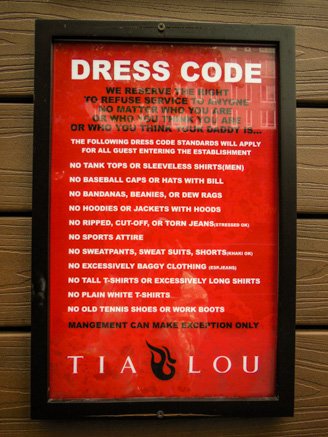 DRESS CODE
WE RESERVE THE RIGHT
TO REFUSE SERVICE TO ANYONE
NO MATTER WHO YOU ARE
OR WHO YOU THINK YOU ARE
OR WHO YOU THINK YOUR DADDY IS...
THE FOLLOWING DRESS CODE STANDARDS WILL APPLY
FOR ALL GUEST ENTERING THE ESTABLISHMENT
NO TANK TOPS OR SLEEVELESS SHIRTS(MEN)
NO BASEBALL CAPS OR HATS WITH BILL
NO BANDANAS, BEANIES, OR DEW RAGS
NO HOODIES OR JACKETS WITH HOODS
NO RIPPED, CUT-OFF, OR TORN JEANS(STRESSED OK)
NO SPORTS ATTIRE
NO SWEATPANTS, SWEAT SUITS, SHORTS(KHAKI OK)
NO EXCESSIVELY BAGGY CLOTHING
NO TALL T-SHIRTS OR EXCESSIVELY LONG SHIRTS
NO PLAIN WHITE T-SHIRTS
NO OLD TENNIS SHOES OR WORK BOOTS
MANGEMENT CAN MAKE EXCEPTION ONLY
TIA LOU